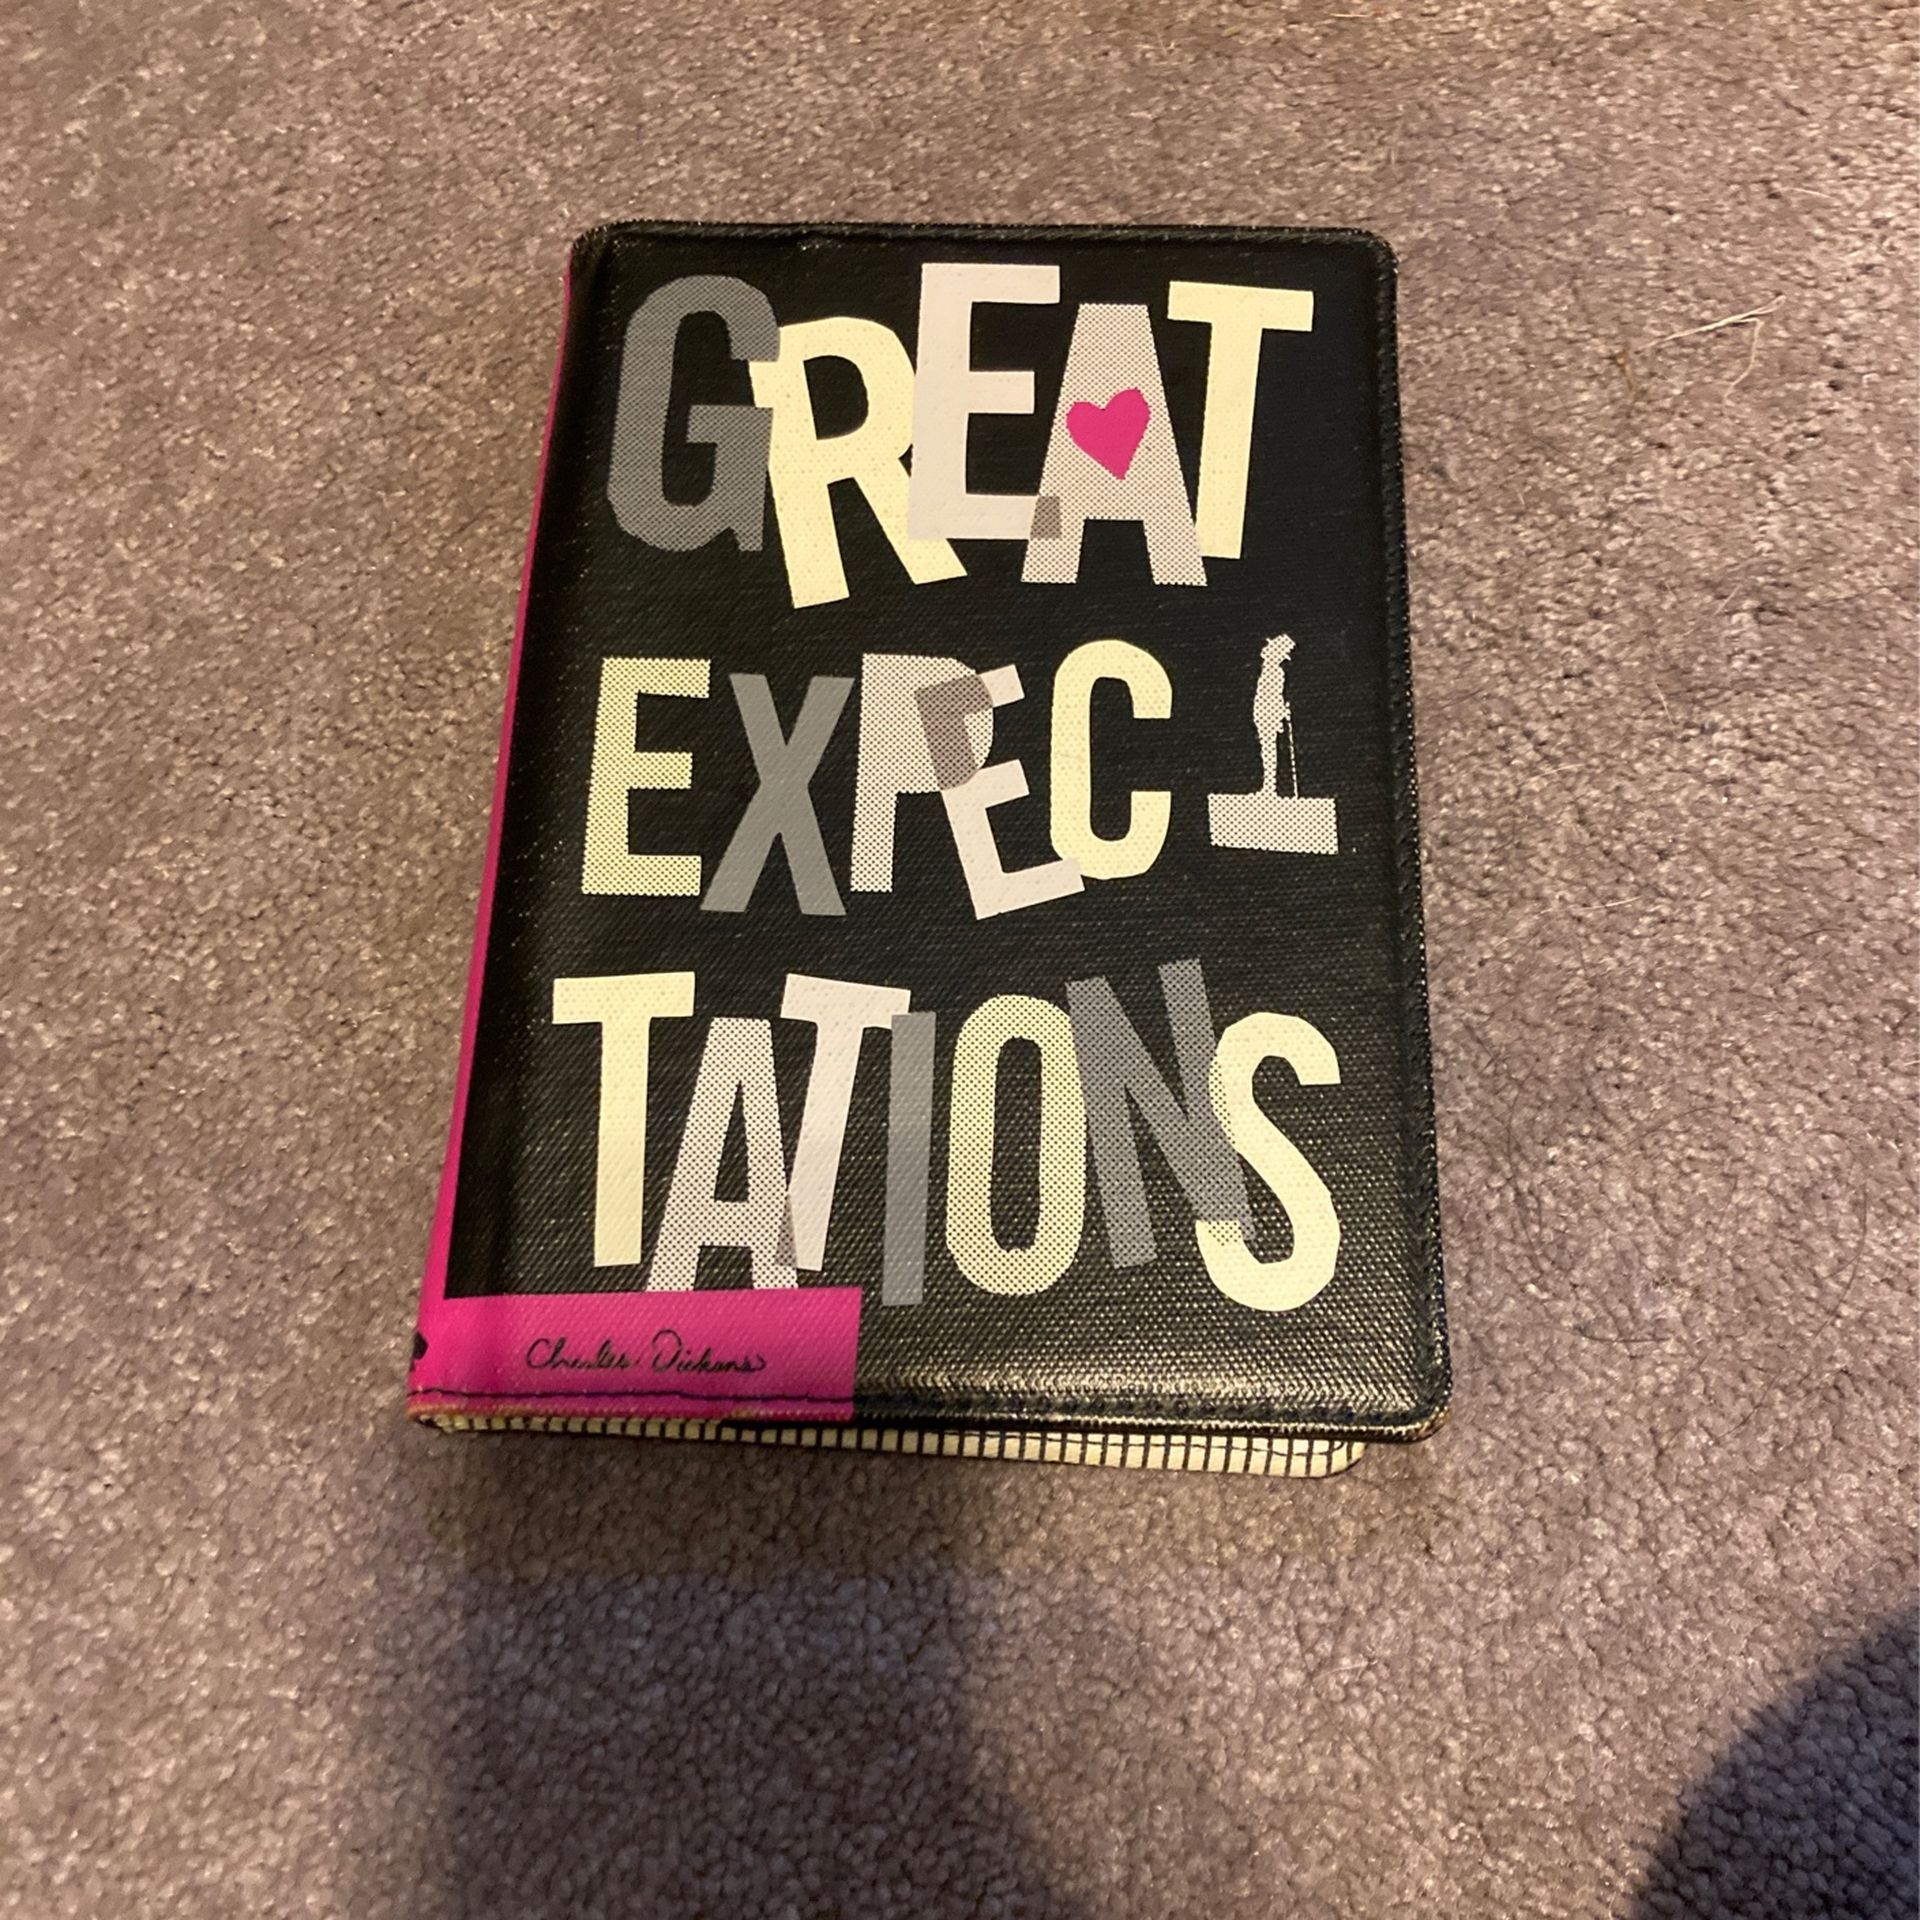 GREAT
EXPEC
TATIONS
Charles Dickens